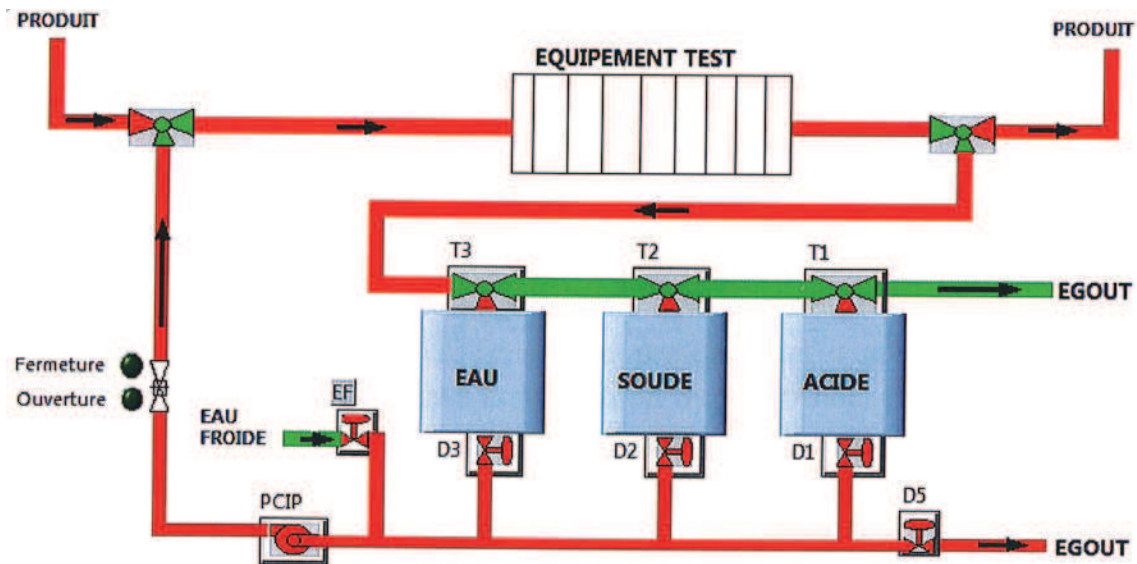 PRODUIT
PRODUIT
EQUIPEMENT TEST
T3
T2
T1
EGOUT
Fermeture
Ouverture
EAU
SOUDE
ACIDE
EF
EAU
FROIDE
D3
D2
D1
PCIP
D5
EGOUT